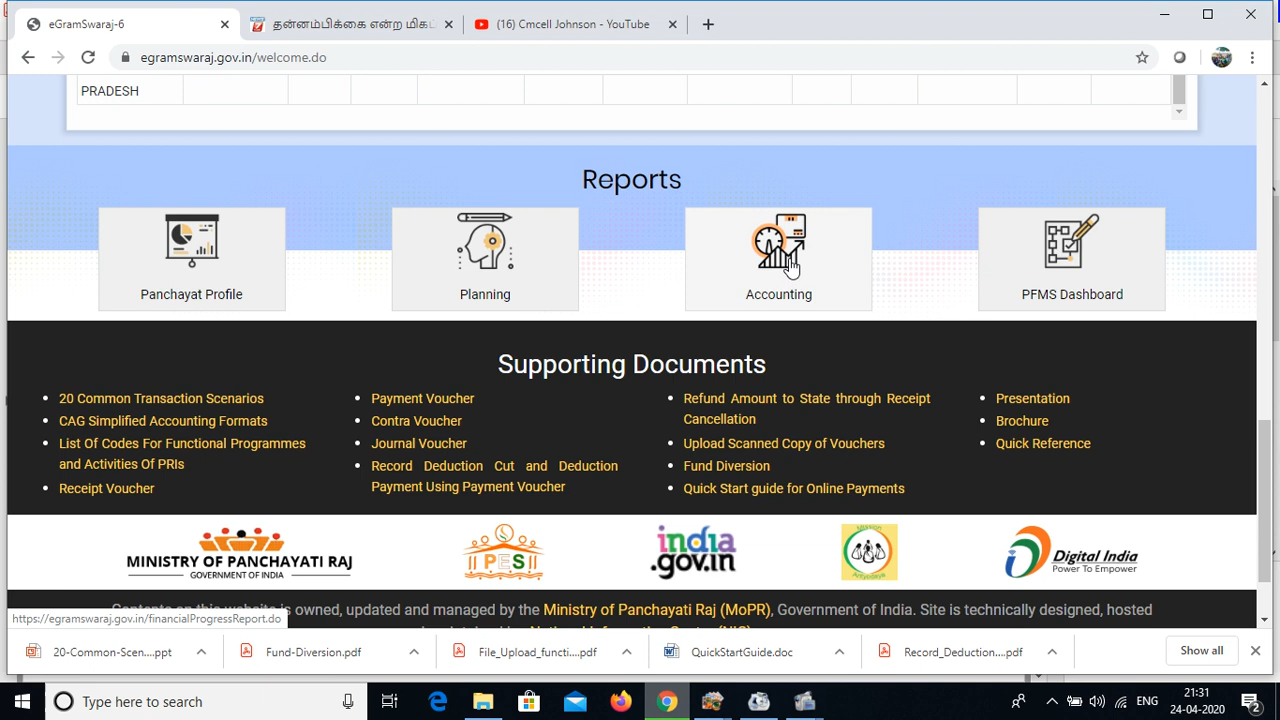 eGramSwaraj-6
தன்னம்பிக்கை என்ற மிகப்
(16) Cmcell Johnson - YouTube
egramswaraj.gov.in/welcome.do
PRADESH
Reports
Panchayat Profile
Planning
Accounting
PFMS Dashboard
Supporting Documents
20 Common Transaction Scenarios
CAG Simplified Accounting Formats
List Of Codes For Functional Programmes
and Activities Of PRIs
Receipt Voucher
Payment Voucher
Contra Voucher
Journal Voucher
Record Deduction Cut and Deduction
Payment Using Payment Voucher
Refund Amount to State through Receipt
Cancellation
Upload Scanned Copy of Vouchers
Fund Diversion
Quick Start guide for Online Payments
Presentation
Brochure
Quick Reference
MINISTRY OF PANCHAYATI RAJ
GOVERNMENT OF INDIA
PES
india
.gov.in
Digital India
Power To Empower
Contents on this website is owned, updated and managed by the Ministry of Panchayati Raj (MoPR), Government of India. Site is technically designed, hosted
https://egramswaraj.gov.in/financialProgressReport.do
20-Common-Scen....ppt
Fund-Diversion.pdf
File_Upload_functi....pdf
QuickStartGuide.doc
Record_Deduction....pdf
Show all
Type here to search
ENG
21:31
24-04-2020
2